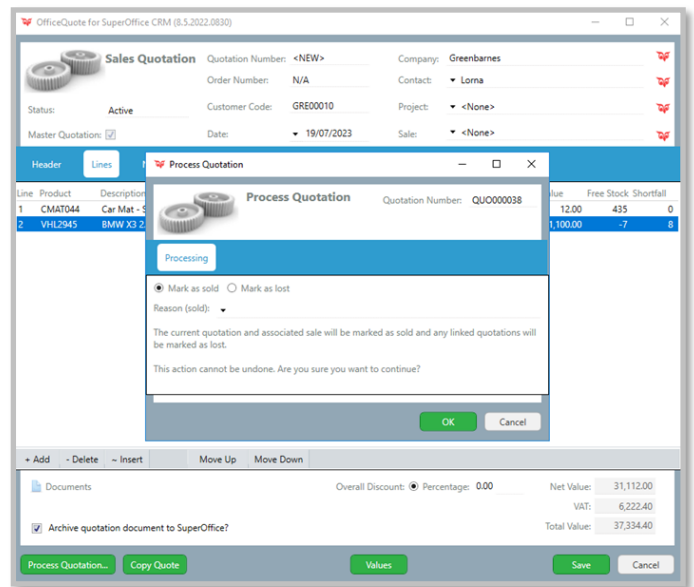 OfficeQuote for SuperOffice CRM (8.5.2022.0830)
Sales Quotation Quotation Number: <NEW> Company: Greenbarnes
Order Number: N/A Contact: Lorna
Status: Active Customer Code: GRE00010 Project: <None>
Master Quotation: Date: 19/07/2023 Sale: <None>
Header Lines
Process Quotation
Line Product Description Free Stock Shortfall
1 CMAT044 Car Mat - 12.00 435 0
2 VHL2945 BMW X3 -7 8
Process Quotation Quotation Number: QUO000038
Processing
Mark as sold Mark as lost
Reason (sold):
The current quotation and associated sale will be marked as sold and any linked quotations will
be marked as lost.
This action cannot be undone. Are you sure you want to continue?
OK Cancel
+ Add - Delete ~ Insert Move Up Move Down
Documents Overall Discount: Percentage: 0.00 Net Value: 31,112.00
VAT: 6,222.40
Archive quotation document to SuperOffice? Total Value: 37,334.40
Process Quotation... Copy Quote Values Save Cancel